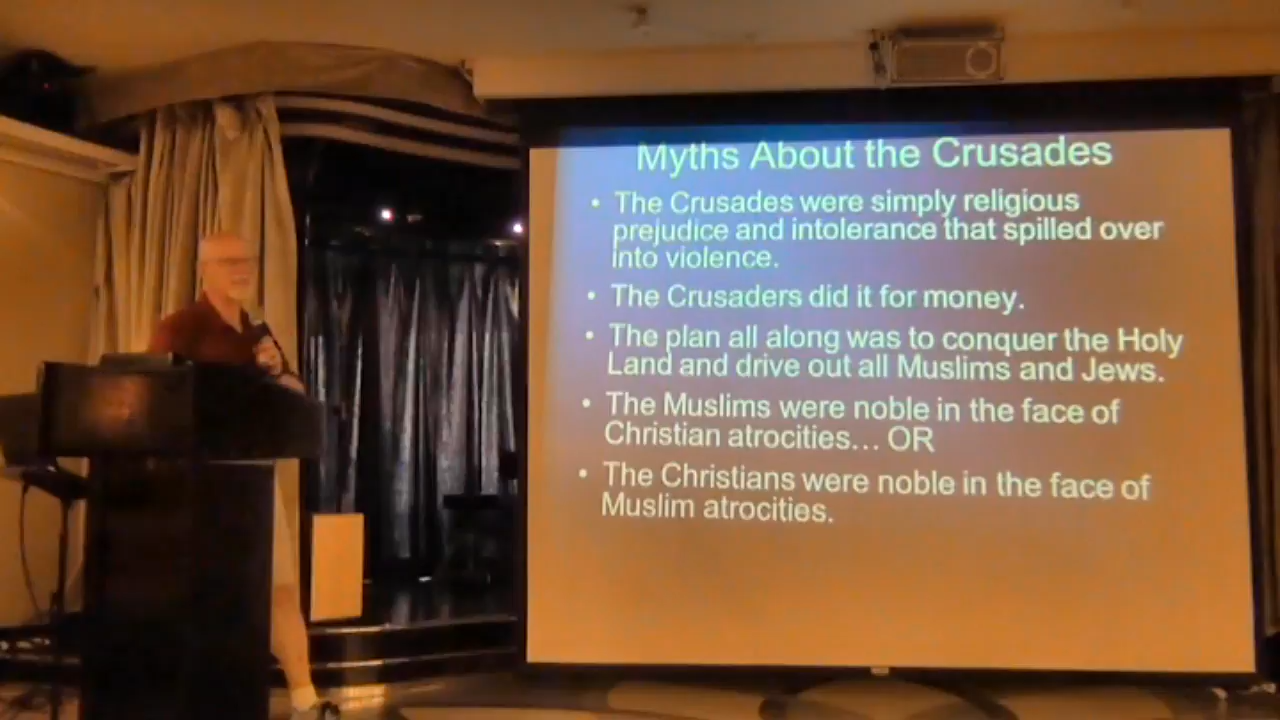 Myths About the Crusades
• The Crusades were simply religious
prejudice and intolerance that spilled over
into violence.
• The Crusaders did it for money.
• The plan all along was to conquer the Holy
Land and drive out all Muslims and Jews.
• The Muslims were noble in the face of
Christian atrocities... OR
• The Christians were noble in the face of
Muslim atrocities.